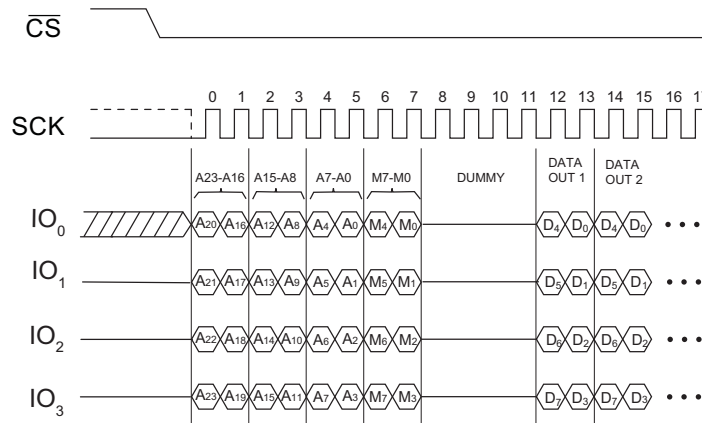 CS
0 1 2 3 4 5 6 7 8 9 10 11 12 13 14 15 16 17
SCK
A23-A16 A15-A8 A7-A0 M7-M0 DUMMY DATA OUT 1 DATA OUT 2
IO0 A20 A16 A12 A8 A4 A0 M4 M0 D4 D0 D4 D0 • • •
IO1 A21 A17 A13 A9 A5 A1 M5 M1 D5 D1 D5 D1 • • •
IO2 A22 A18 A14 A10 A6 A2 M6 M2 D6 D2 D6 D2 • • •
IO3 A23 A19 A15 A11 A7 A3 M7 M3 D7 D3 D7 D3 • • •